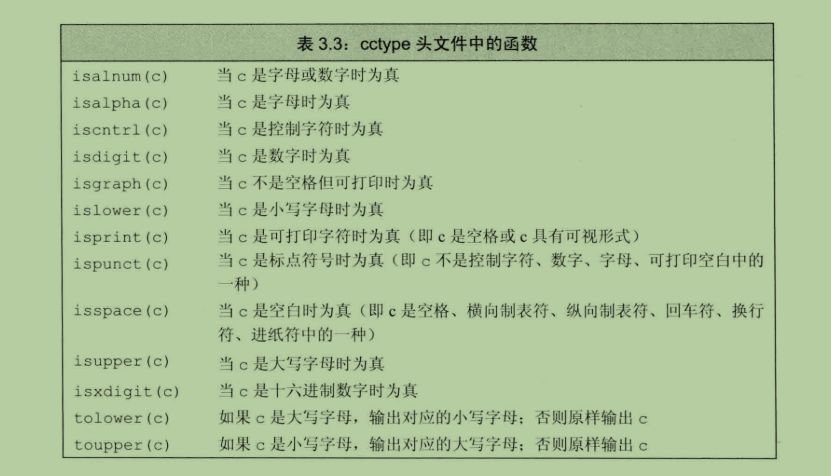 表 3.3：cctype 头文件中的函数
isalnum(c) 当 c 是字母或数字时为真
isalpha(c) 当 c 是字母时为真
iscntrl(c) 当 c 是控制字符时为真
isdigit(c) 当 c 是数字时为真
isgraph(c) 当 c 不是空格但可打印时为真
islower(c) 当 c 是小写字母时为真
isprint(c) 当 c 是可打印字符时为真（即 c 是空格或 c 具有可视形式）
ispunct(c) 当 c 是标点符号时为真（即 c 不是控制字符、数字、字母、可打印空白中的
一种）
isspace(c) 当 c 是空白时为真（即 c 是空格、横向制表符、纵向制表符、回车符、换行
符、进纸符中的一种）
isupper(c) 当 c 是大写字母时为真
isxdigit(c) 当 c 是十六进制数字时为真
tolower(c) 如果 c 是大写字母，输出对应的小写字母；否则原样输出 c
toupper(c) 如果 c 是小写字母，输出对应的大写字母；否则原样输出 c